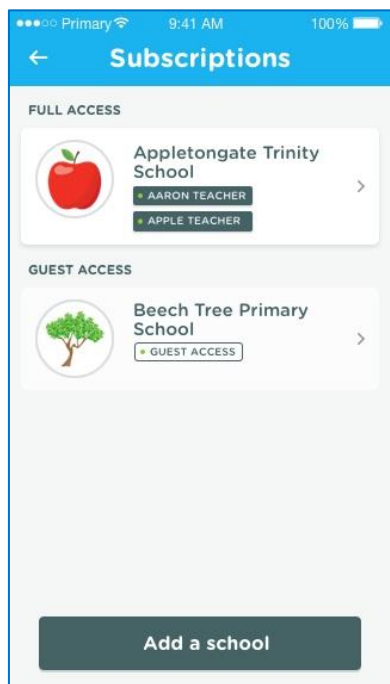 Primary 9:41 AM 100%
Subscriptions
FULL ACCESS
Appletongate Trinity
School
AARON TEACHER
APPLE TEACHER
GUEST ACCESS
Beech Tree Primary
School
GUEST ACCESS
Add a school